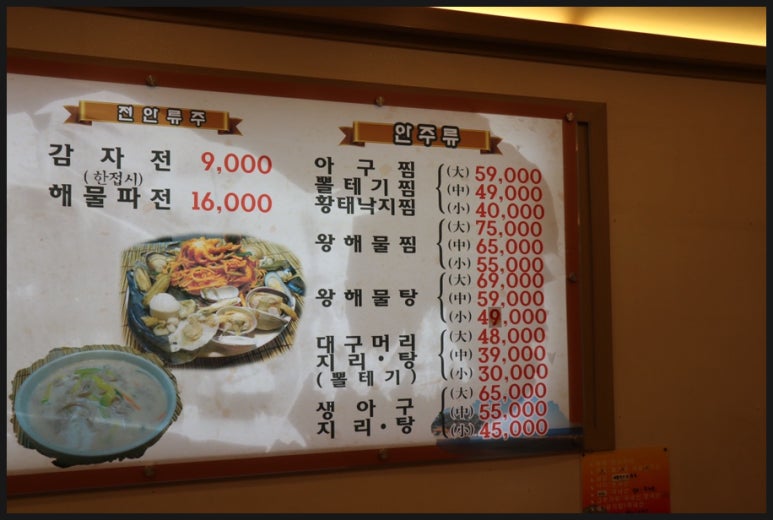 전안류주
감자전 9,000
(한접시)
해물파전 16,000
안주류
아구찜
뽈테기찜
황태낙지찜
(大) 59,000
(中) 49,000
(小) 40,000
왕해물찜
(大) 75,000
(中) 65,000
(小) 55,000
왕해물탕
(大) 69,000
(中) 59,000
(小) 49,000
대구머리
지리·탕
(뽈테기)
(大) 48,000
(中) 39,000
(小) 30,000
생아구
지리·탕
(大) 65,000
(中) 55,000
(小) 45,000